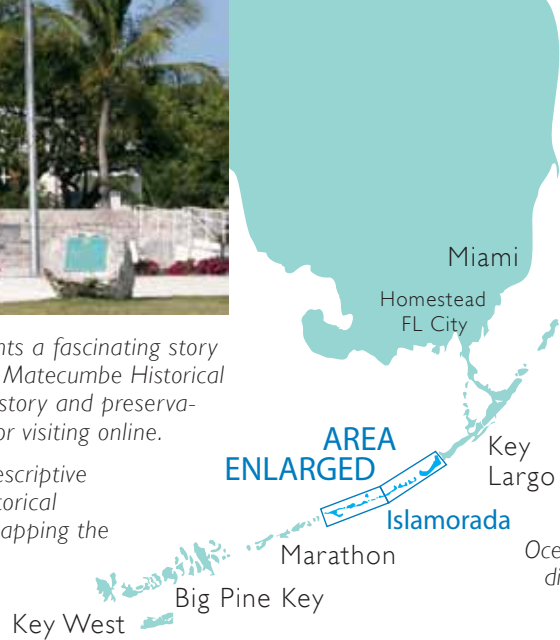 nts a fascinating story
Matecumbe Historical
story and preserva-
or visiting online.
escriptive
torical
apping the
Miami
Homestead
FL City
AREA
ENLARGED
Key
Largo
Islamorada
Marathon
Big Pine Key
Key West
Oce
di